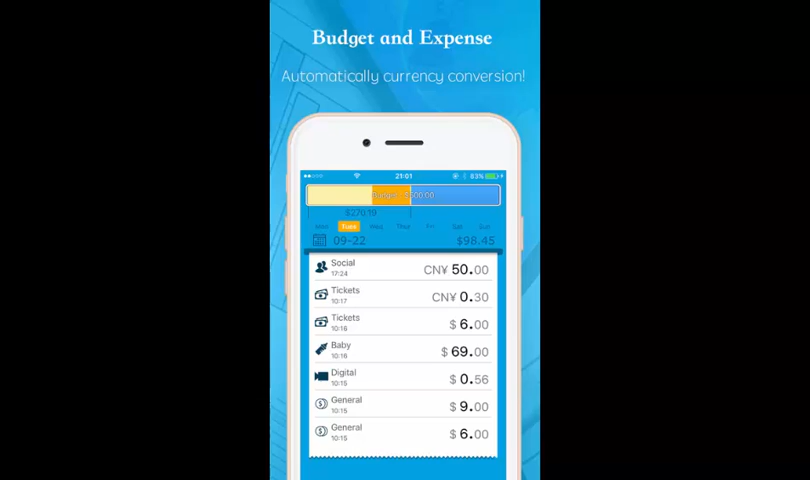 Budget and Expense
Automatically currency conversion!
21:01
83%
$270.19
Mon Tues Wed Thur Fri Sat Sun
09-22 $98.45
Social
17:24
CN¥ 50.00
Tickets
10:17
CN¥ 0.30
Tickets
10:16
$ 6.00
Baby
10:16
$ 69.00
Digital
10:15
$ 0.56
General
10:15
$ 9.00
General
10:15
$ 6.00